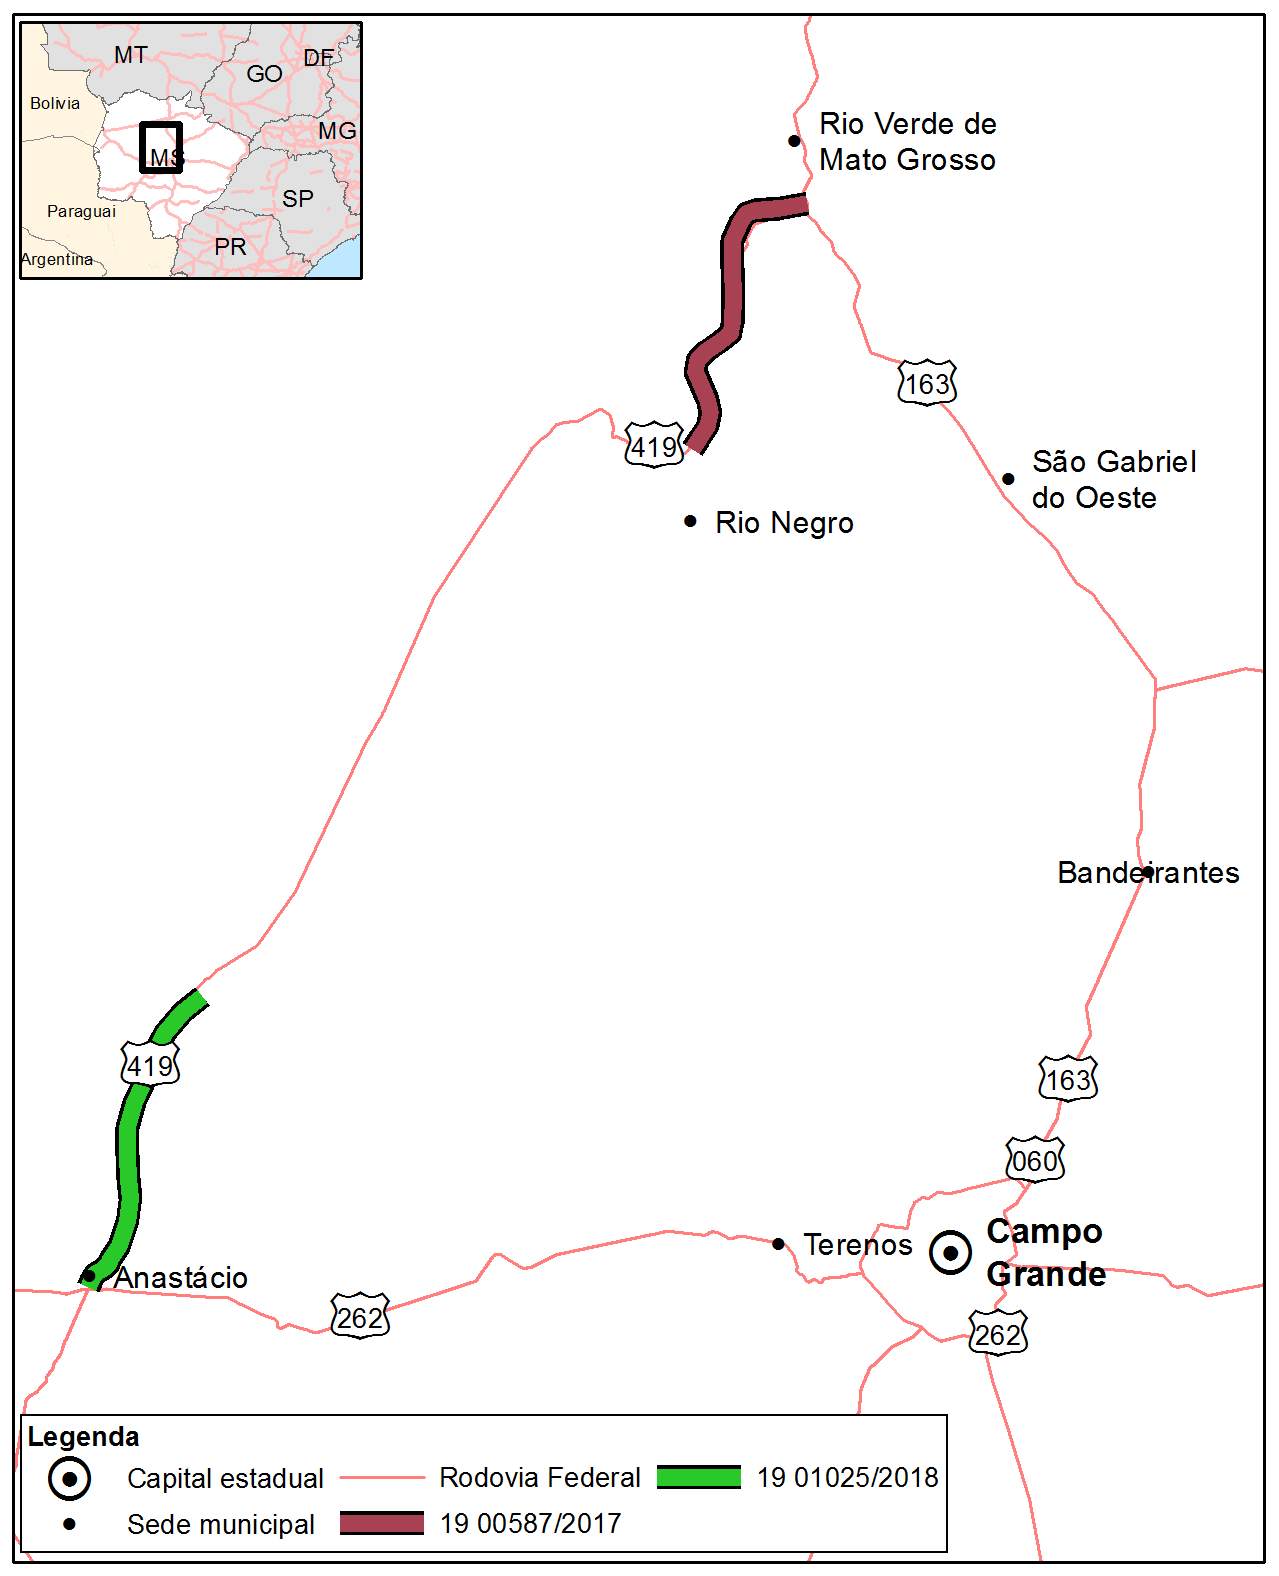 MT
GO
DF
Bolivia
MG
MS
SP
Paraguai
PR
Argentina
Rio Verde de
Mato Grosso
163
419
São Gabriel
do Oeste
Rio Negro
Bandeirantes
419
163
060
Campo
Grande
Terenos
Anastácio
262
262
Legenda
Capital estadual
Rodovia Federal
19 01025/2018
Sede municipal
19 00587/2017